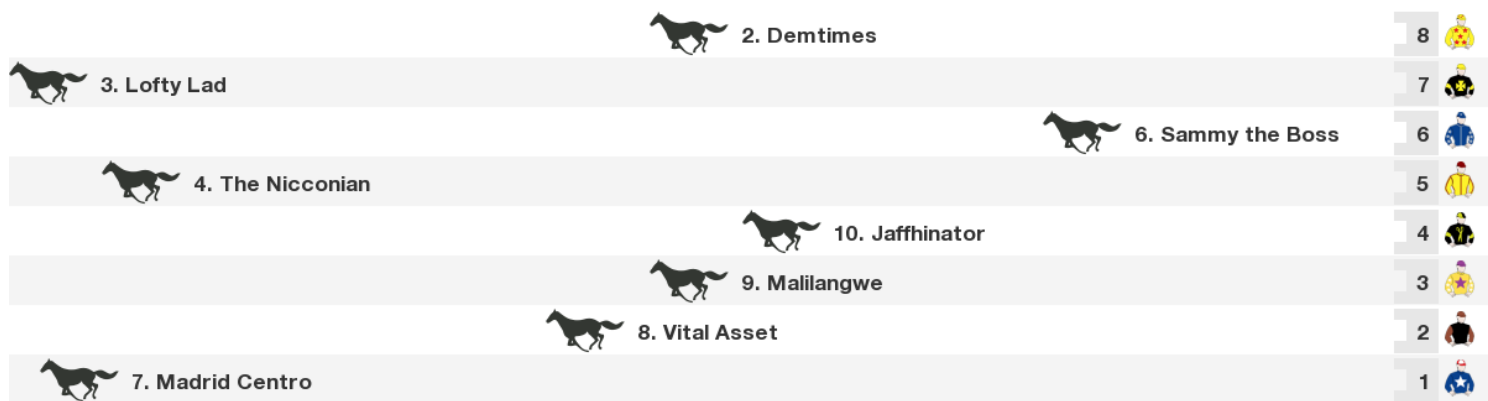 2. Demtimes 8
3. Lofty Lad 7
6. Sammy the Boss 6
4. The Nicconian 5
10. Jaffhinator 4
9. Malilangwe 3
8. Vital Asset 2
7. Madrid Centro 1